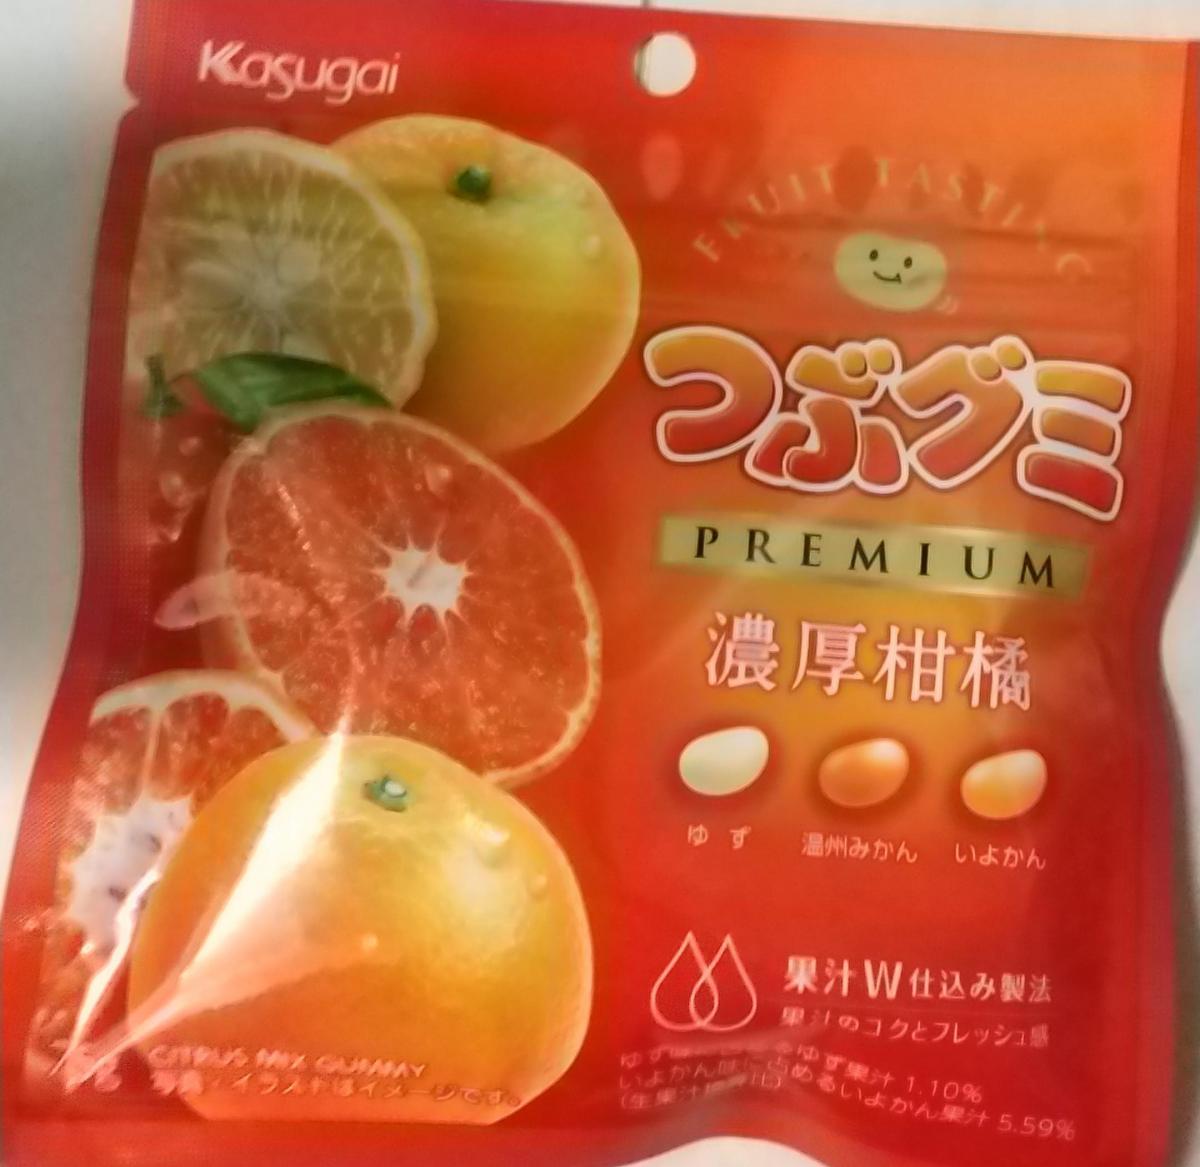 Kasugai
FRUIT TASTING
つぶグミ
PREMIUM
濃厚柑橘
ゆず 温州みかん いよかん
果汁W仕込み製法
果汁のコクとフレッシュ感
ゆず果汁 1.10%
いよかん味に占めるいよかん果汁 5.59%
CITRUS MIX GUMMY
写真・イラストはイメージです。